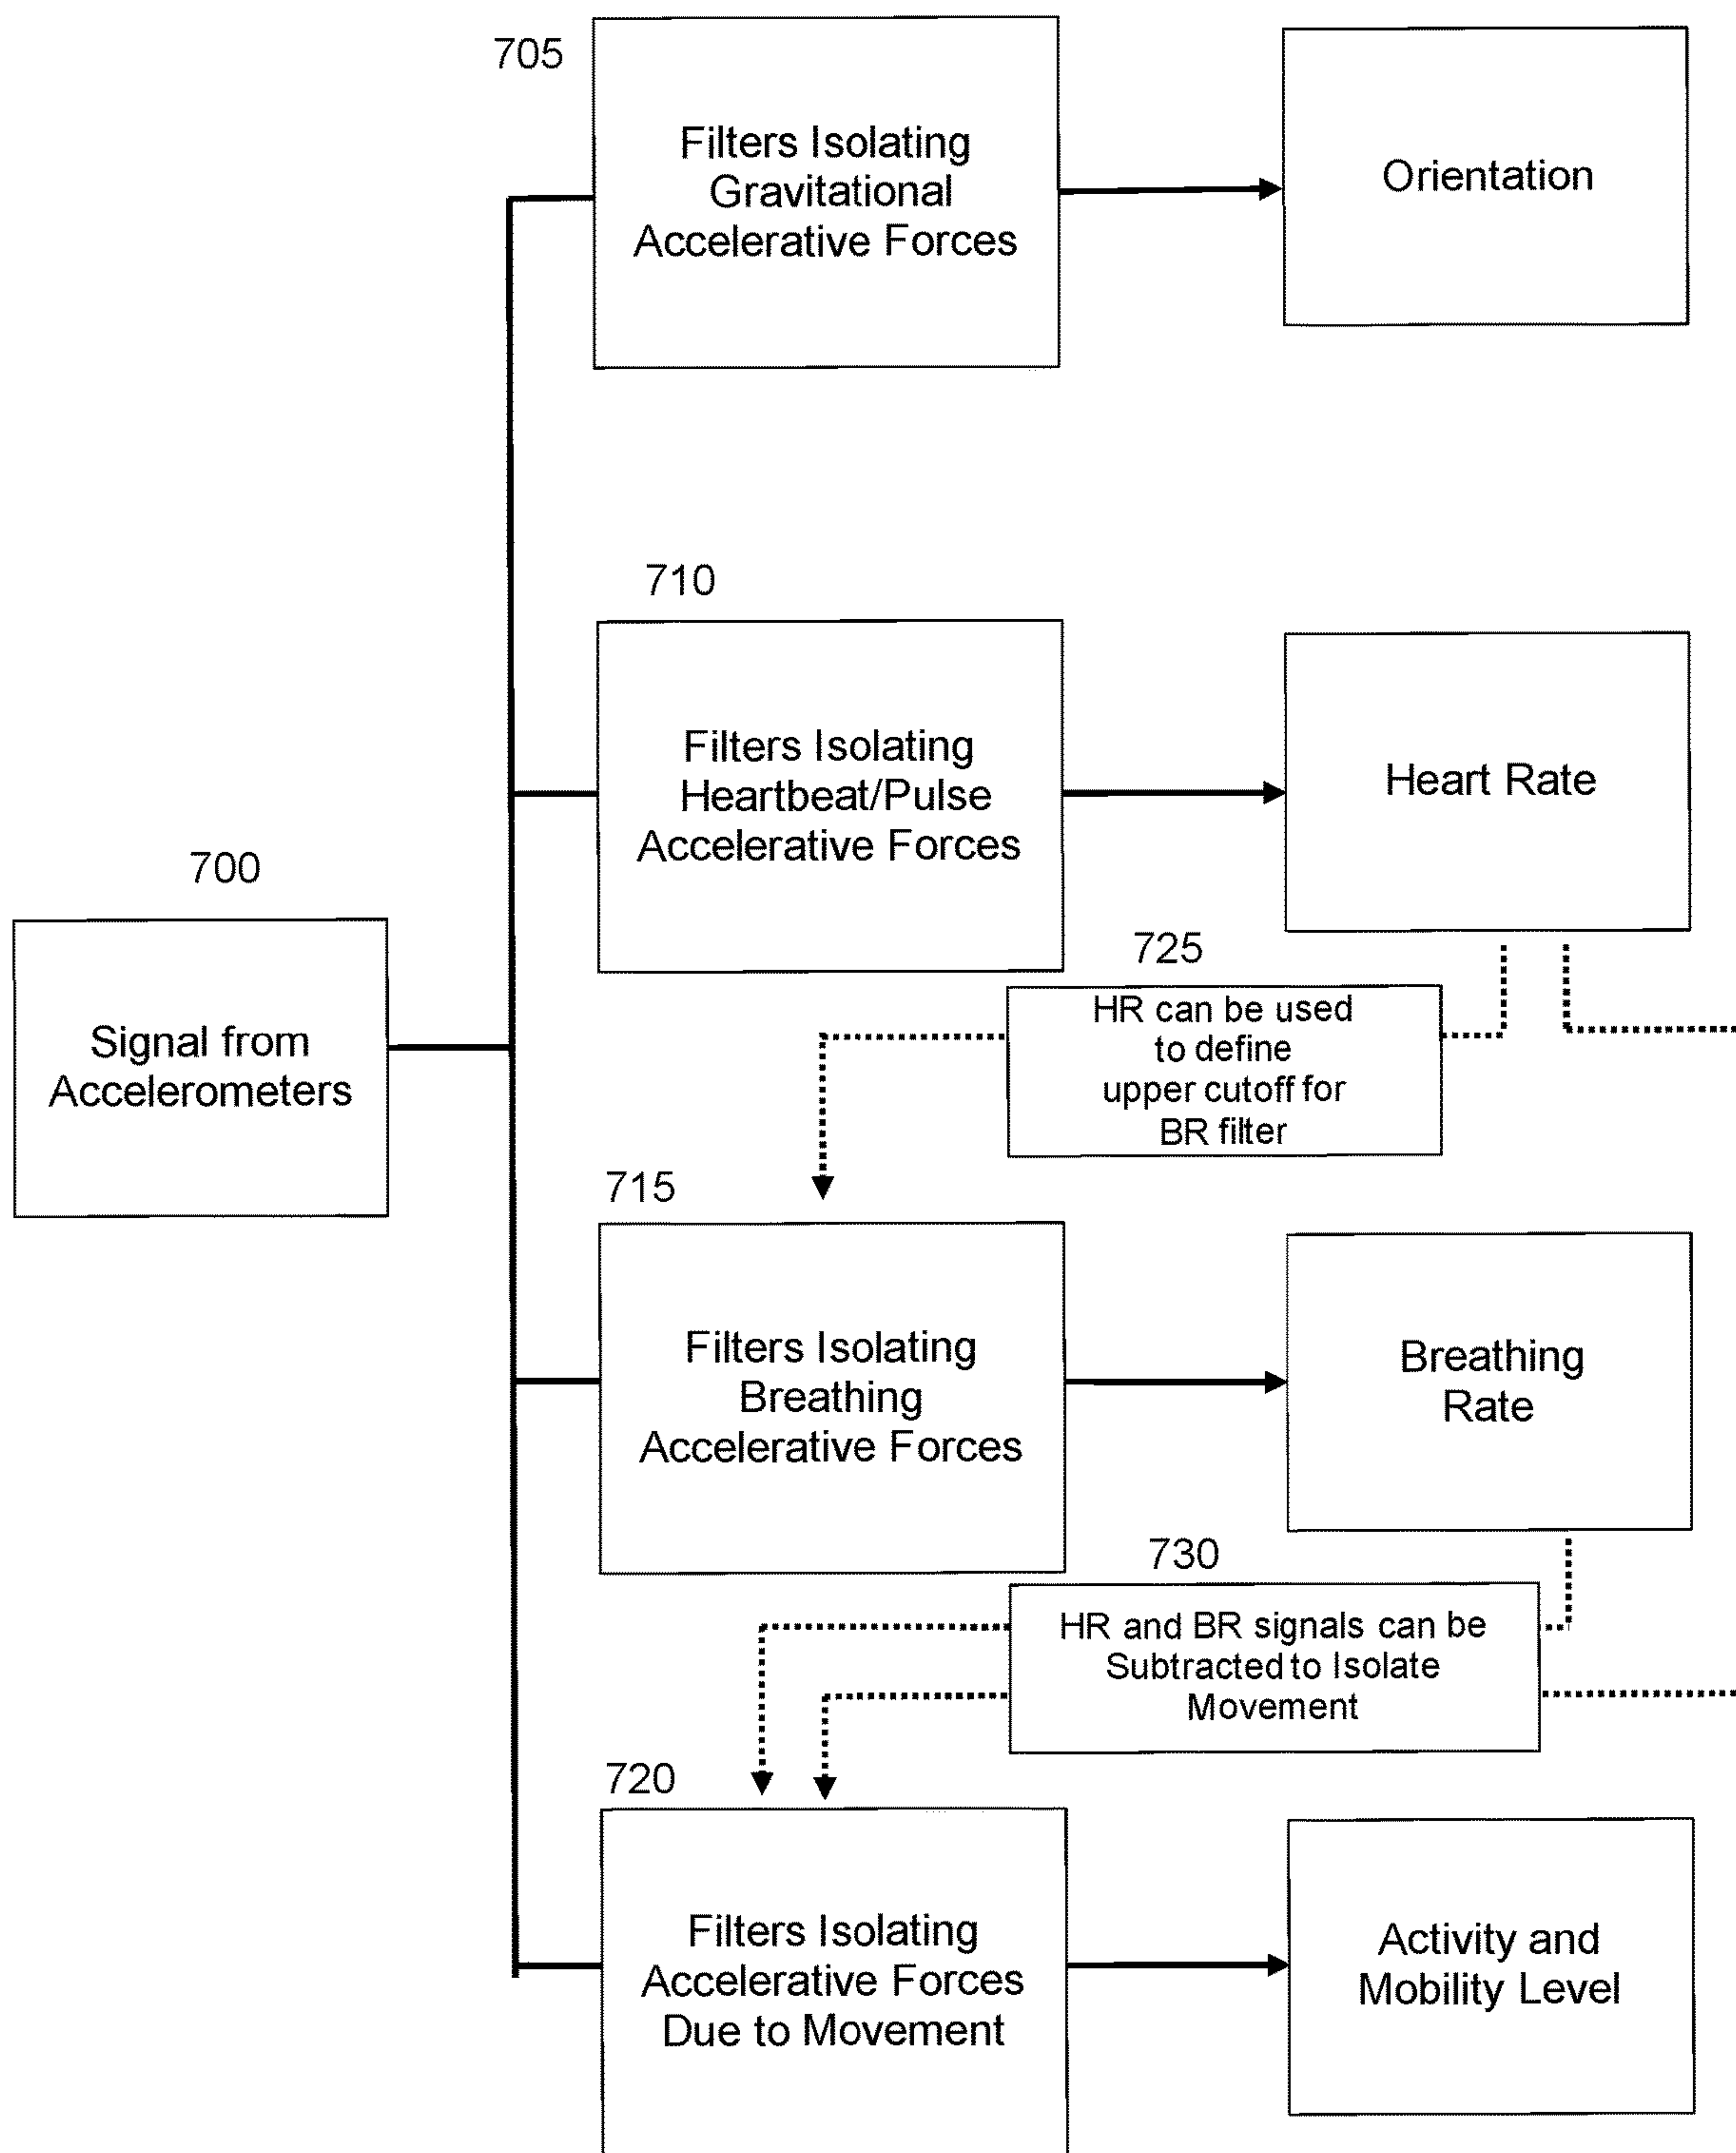 705
Filters Isolating
Gravitational
Accelerative Forces
Orientation
710
Filters Isolating
Heartbeat/Pulse
Accelerative Forces
Heart Rate
700
Signal from
Accelerometers
725
HR can be used
to define
upper cutoff for
BR filter
715
Filters Isolating
Breathing
Accelerative Forces
Breathing
Rate
730
HR and BR signals can be
Subtracted to Isolate
Movement
720
Filters Isolating
Accelerative Forces
Due to Movement
Activity and
Mobility Level